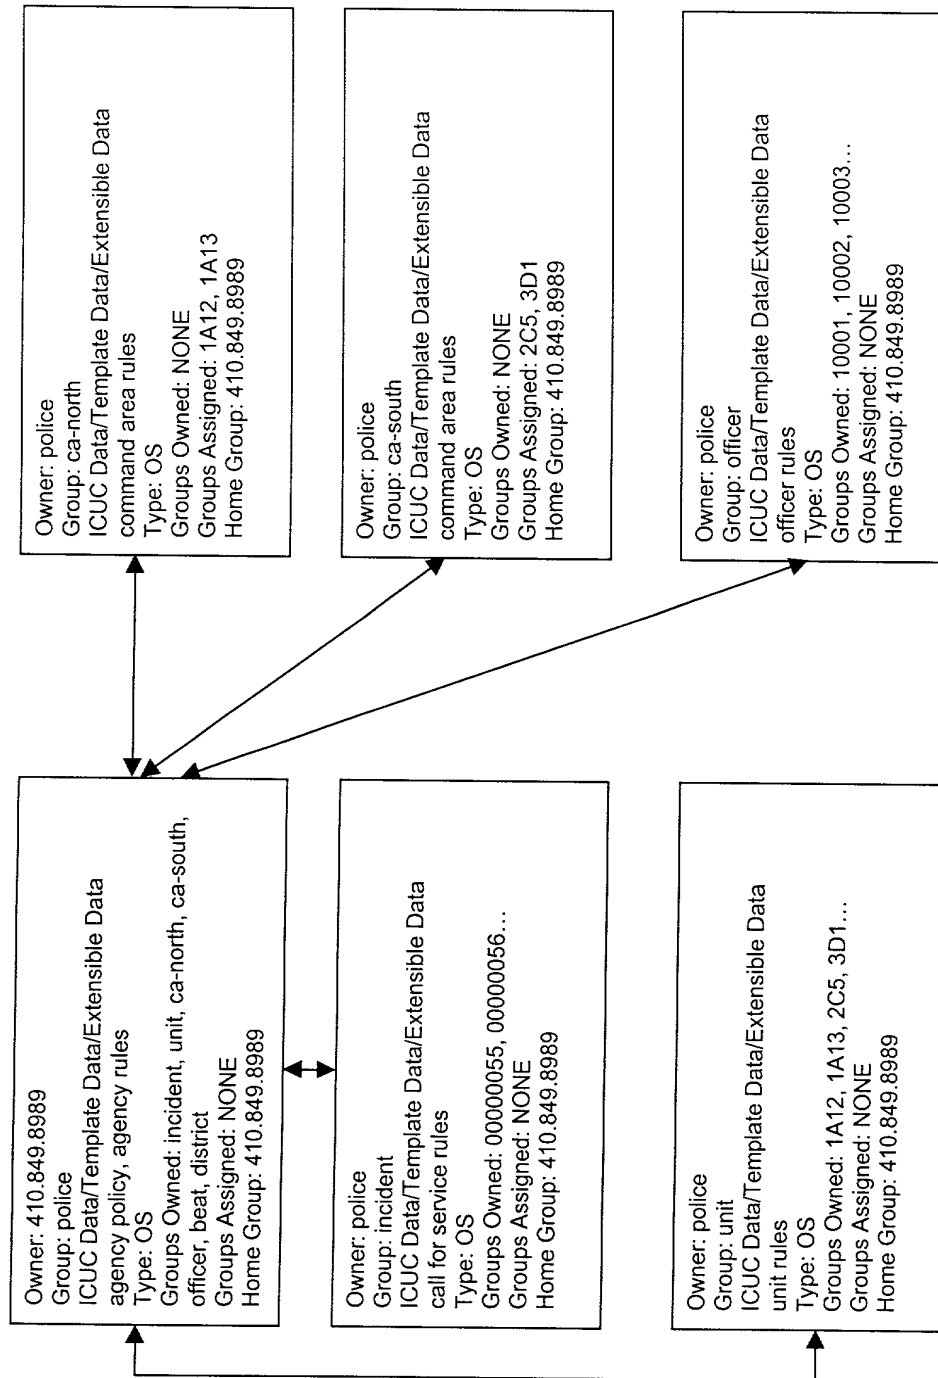 Owner: 410.849.8989
Group: police
ICUC Data/Template Data/Extensible Data
agency policy, agency rules
Type: OS
Groups Owned: incident, unit, ca-north, ca-south,
officer, beat, district
Groups Assigned: NONE
Home Group: 410.849.8989
Owner: police
Group: incident
ICUC Data/Template Data/Extensible Data
call for service rules
Type: OS
Groups Owned: 00000055, 00000056...
Groups Assigned: NONE
Home Group: 410.849.8989
Owner: police
Group: unit
ICUC Data/Template Data/Extensible Data
unit rules
Type: OS
Groups Owned: 1A12, 1A13, 2C5, 3D1...
Groups Assigned: NONE
Home Group: 410.849.8989
Owner: police
Group: ca-north
ICUC Data/Template Data/Extensible Data
command area rules
Type: OS
Groups Owned: NONE
Groups Assigned: 1A12, 1A13
Home Group: 410.849.8989
Owner: police
Group: ca-south
ICUC Data/Template Data/Extensible Data
command area rules
Type: OS
Groups Owned: NONE
Groups Assigned: 2C5, 3D1
Home Group: 410.849.8989
Owner: police
Group: officer
ICUC Data/Template Data/Extensible Data
officer rules
Type: OS
Groups Owned: 10001, 10002, 10003...
Groups Assigned: NONE
Home Group: 410.849.8989